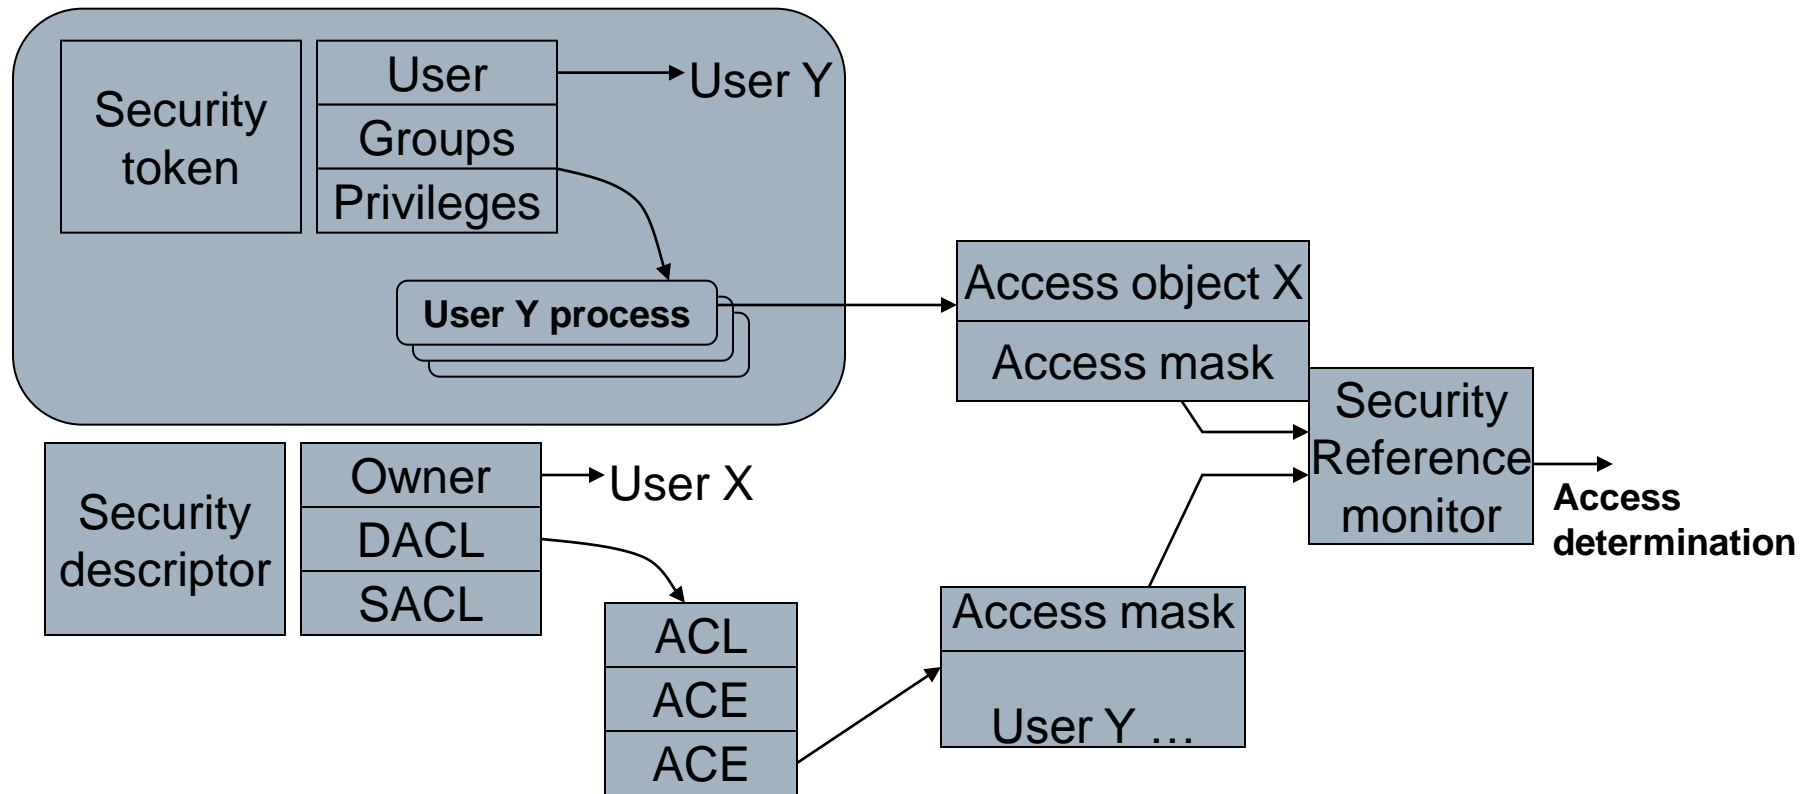 Security
token
User
Groups
Privileges
User Y
User Y process
Access object X
Access mask
Security
Reference
monitor
Access
determination
Security
descriptor
Owner
DACL
SACL
User X
ACL
ACE
ACE
Access mask
User Y …